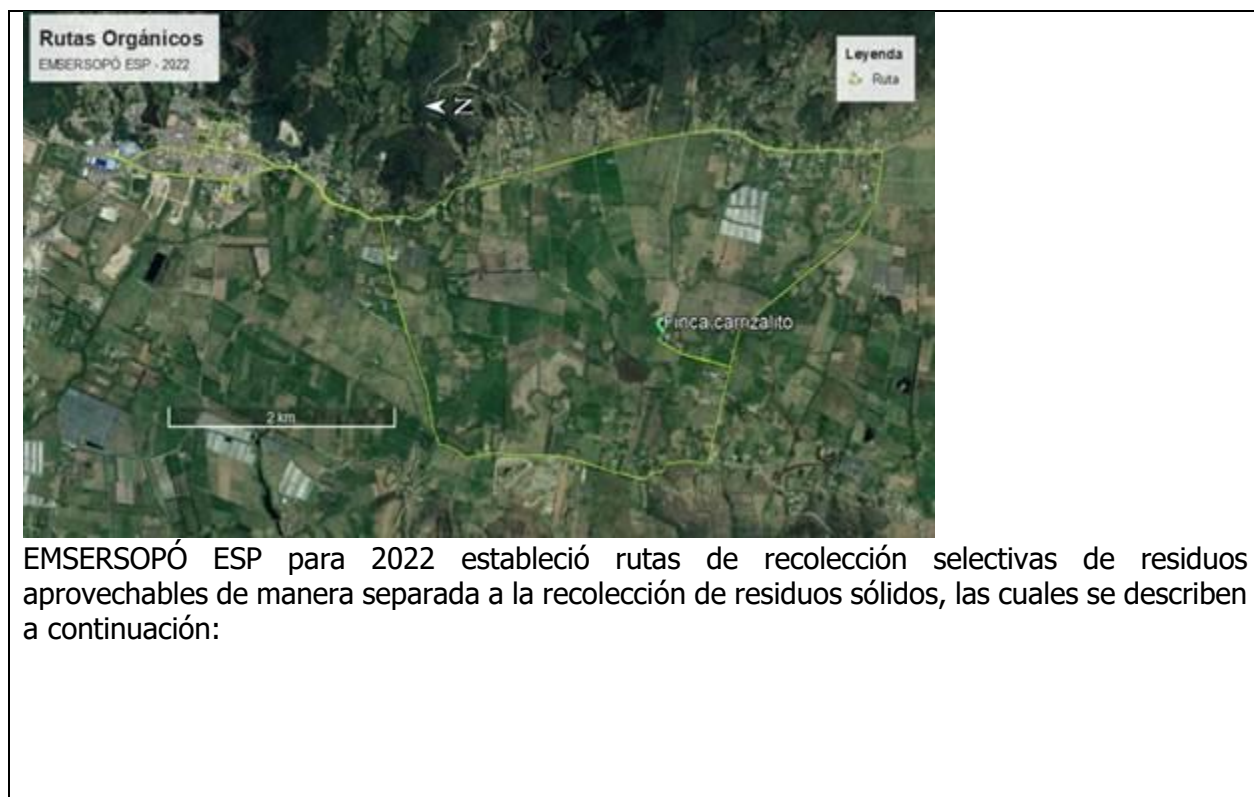 Rutas Orgánicos
EMSERSOPÓ ESP - 2022
Leyenda
Ruta
N
Finca carrizalito
2 km
EMSERSOPÓ ESP para 2022 estableció rutas de recolección selectivas de residuos
aprovechables de manera separada a la recolección de residuos sólidos, las cuales se describen
a continuación: